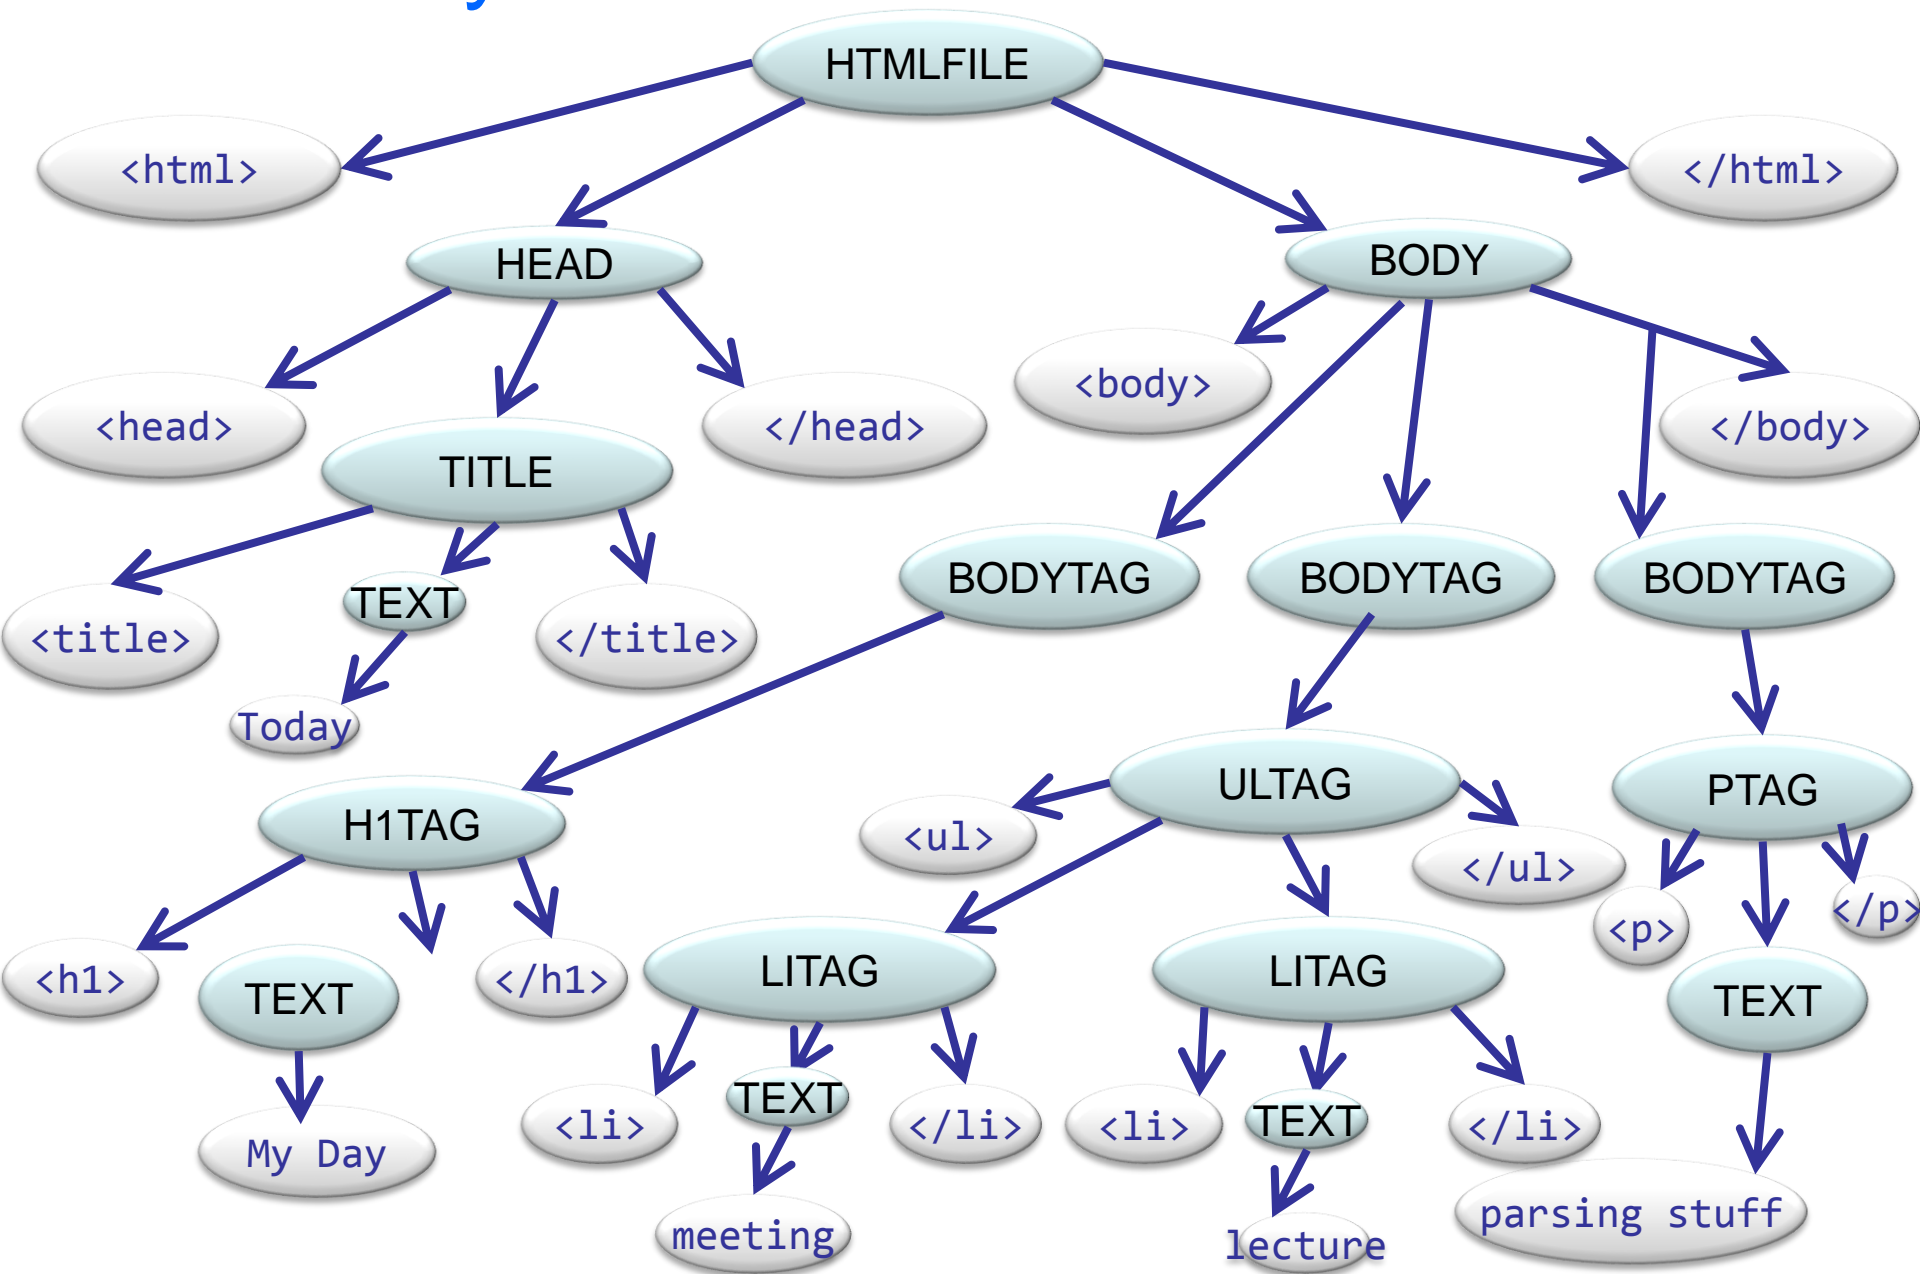 HTMLFILE
<html>
</html>
HEAD
BODY
<head>
</head>
<body>
</body>
TITLE
BODYTAG
BODYTAG
BODYTAG
<title>
TEXT
</title>
Today
H1TAG
<ul>
ULTAG
</ul>
PTAG
<h1>
TEXT
</h1>
LITAG
LITAG
<p>
</p>
TEXT
My Day
<li>
TEXT
</li>
<li>
TEXT
</li>
meeting
lecture
parsing stuff